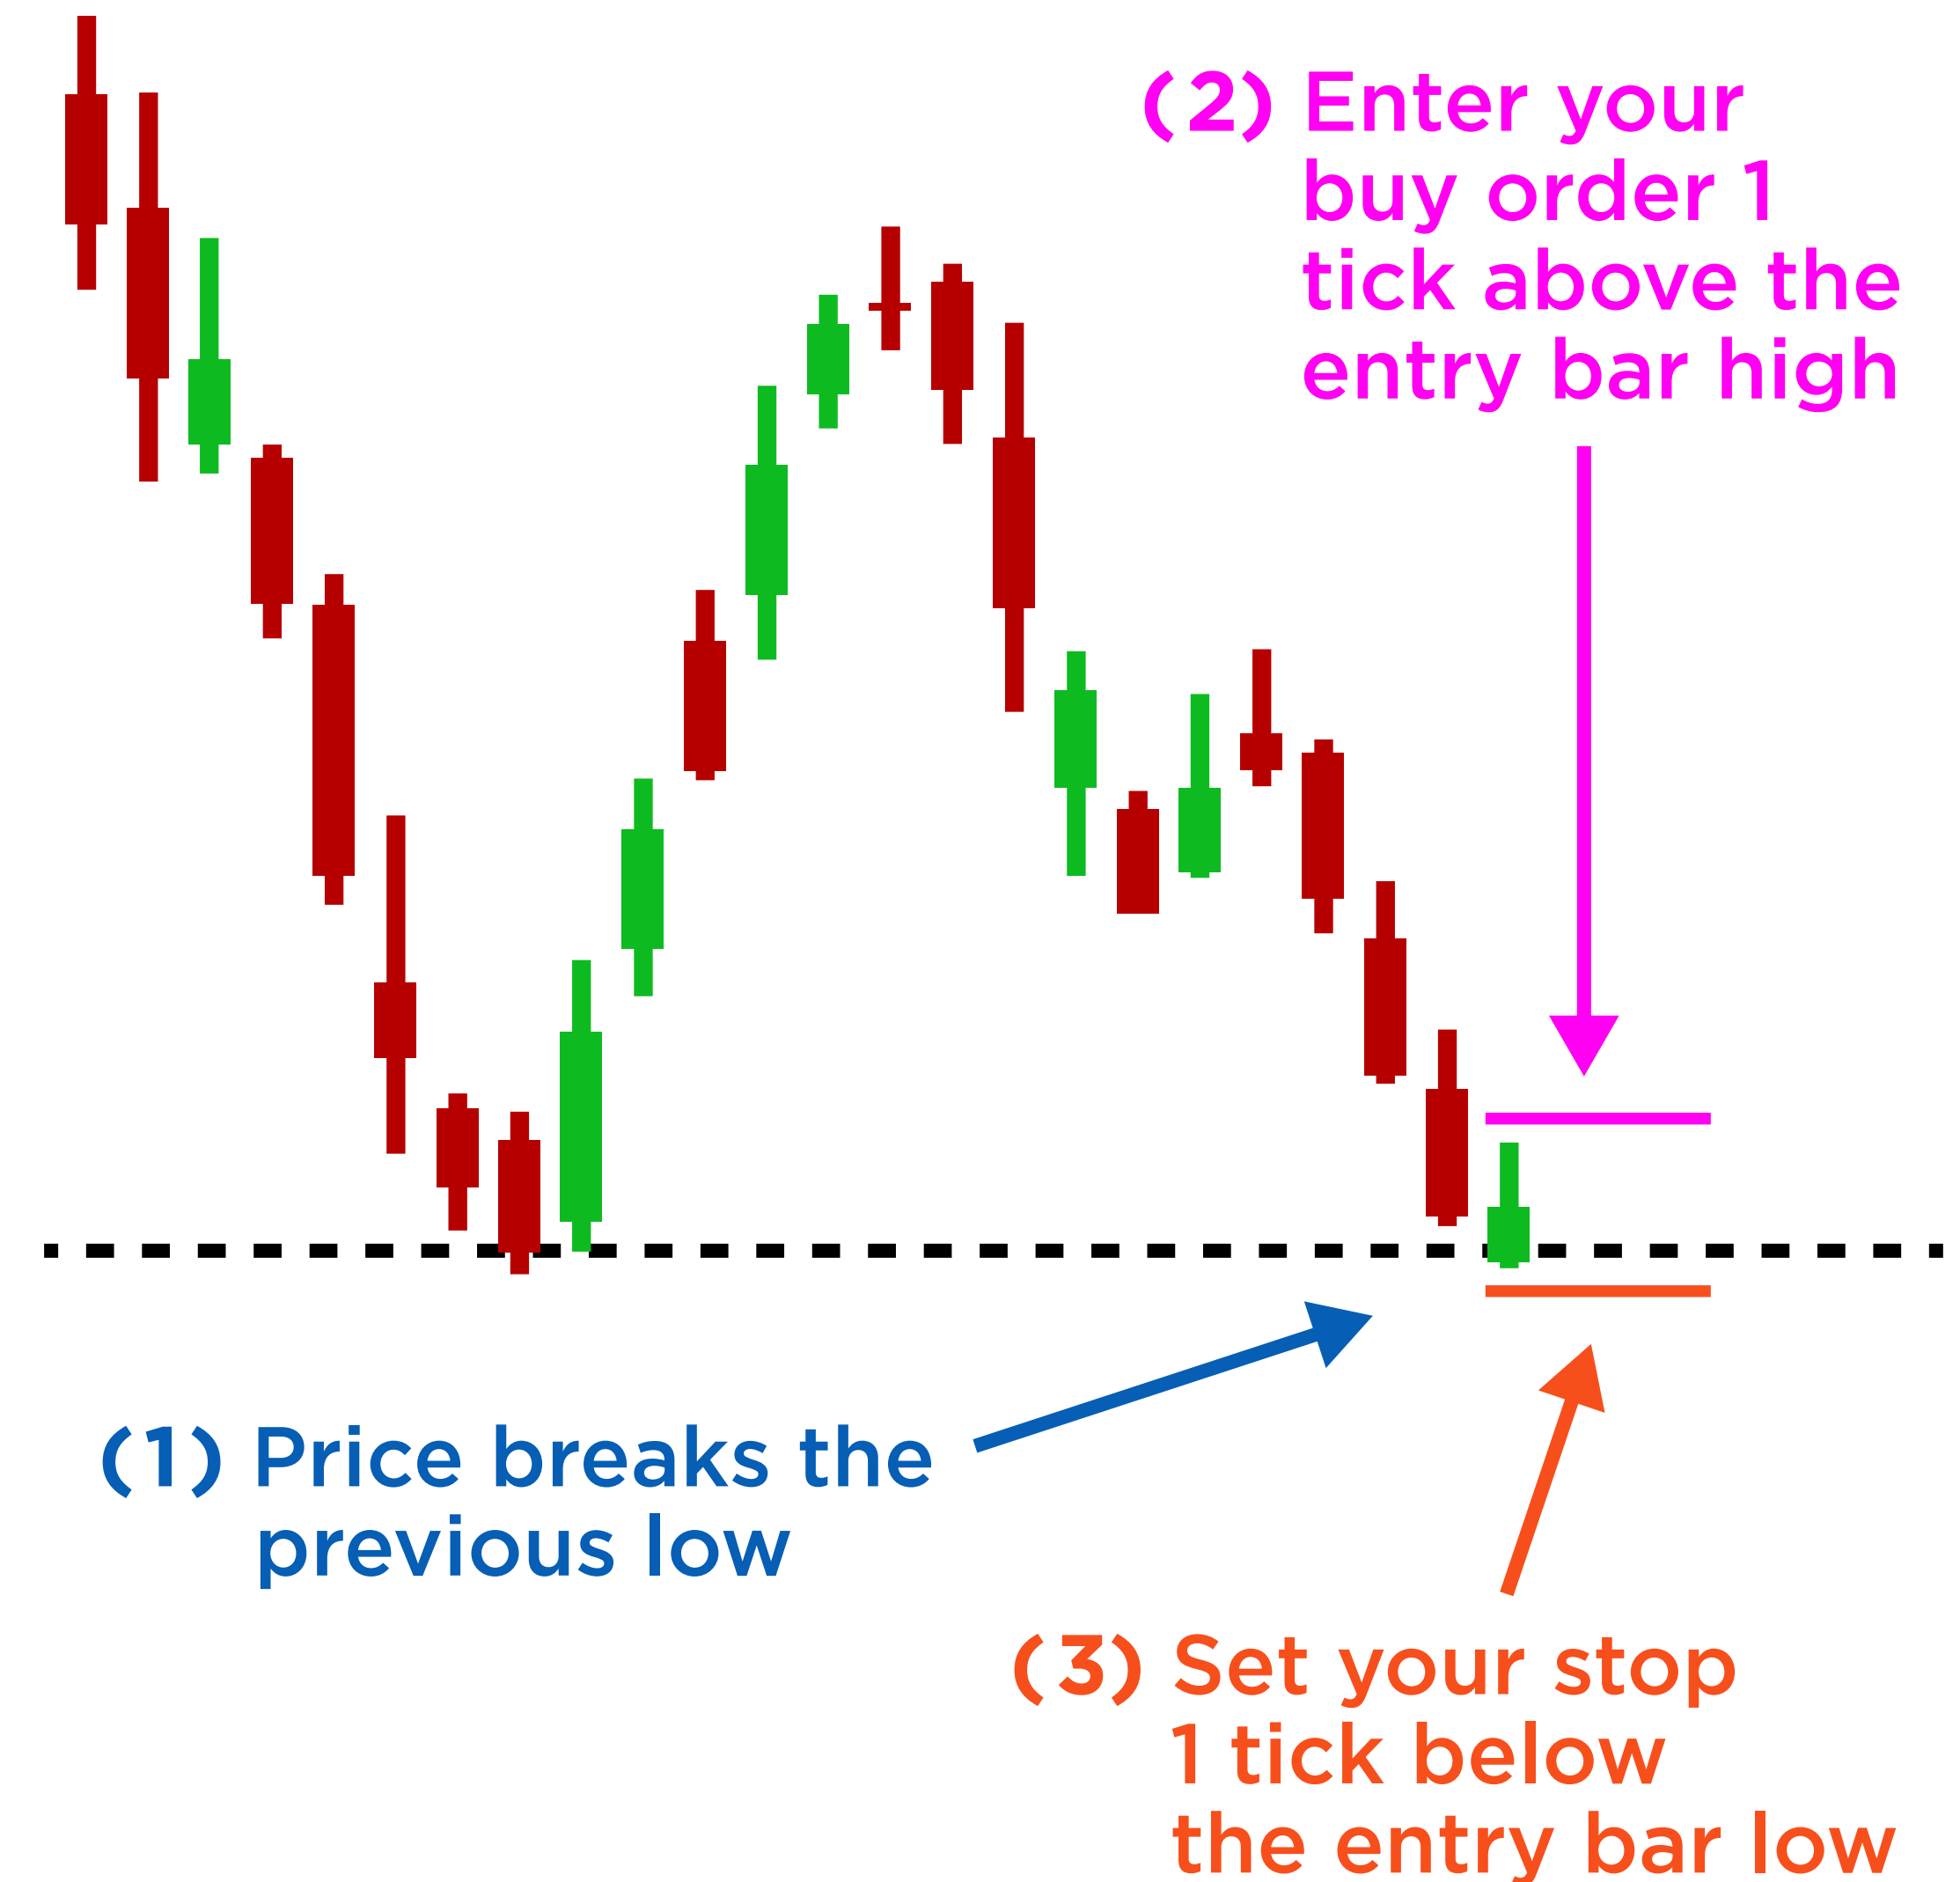 (2) Enter your
buy order 1
tick above the
entry bar high
(1) Price breaks the
previous low
(3) Set your stop
1 tick below
the entry bar low